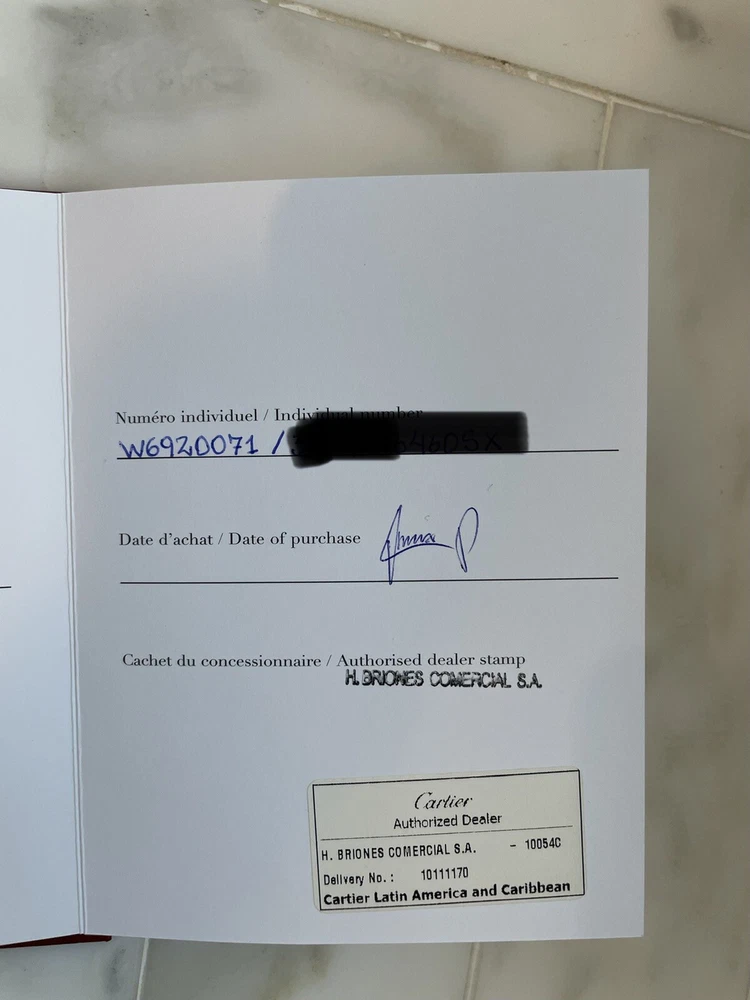 Numéro individuel / Individual number
W6920071 /
Date d'achat / Date of purchase
Cachet du concessionnaire / Authorised dealer stamp
H. BRIONES COMERCIAL S.A.
Cartier
Authorized Dealer
H. BRIONES COMERCIAL S.A. - 10054C
Delivery No. : 10111170
Cartier Latin America and Caribbean